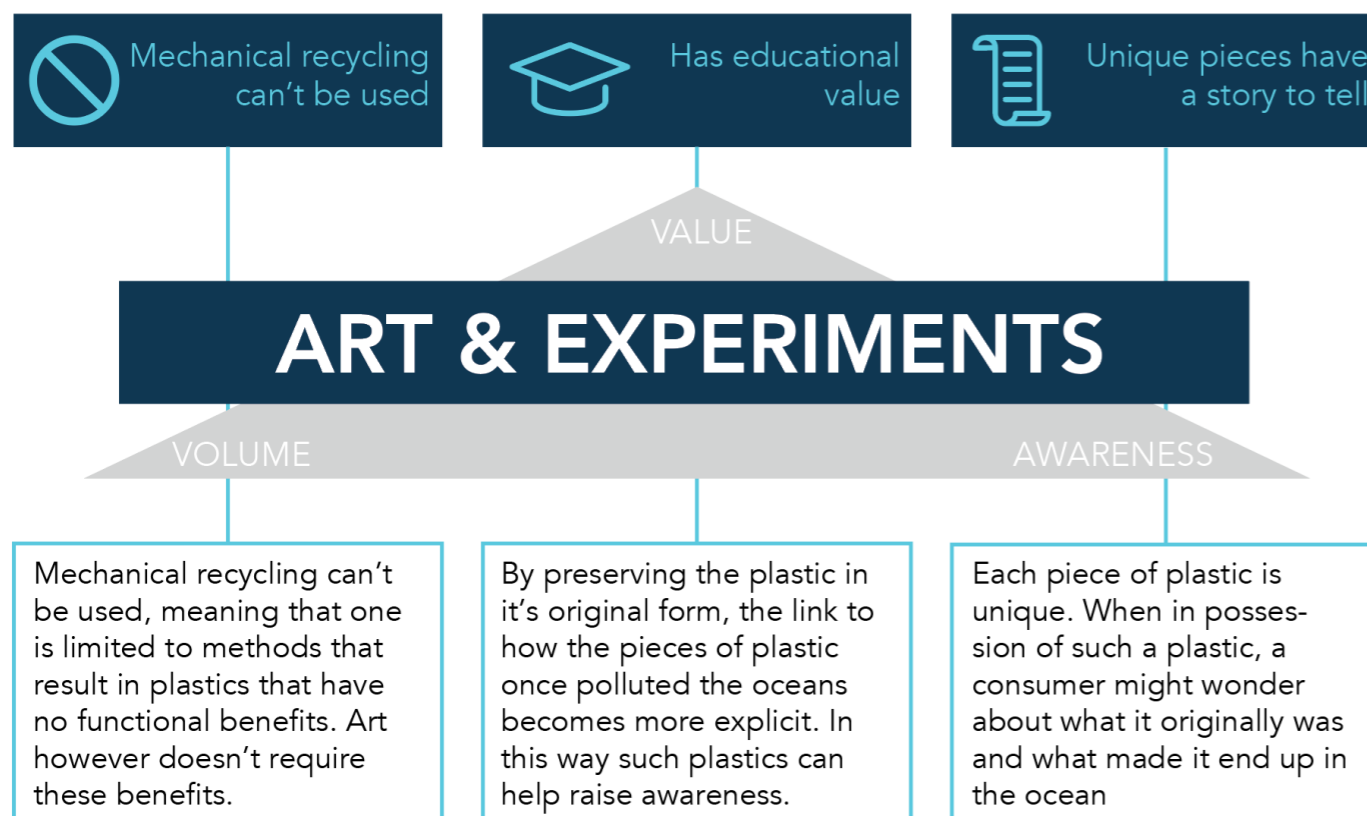 Mechanical recycling
can't be used
Has educational
value
Unique pieces have
a story to tell
VALUE
ART & EXPERIMENTS
VOLUME
AWARENESS
Mechanical recycling can't
be used, meaning that one
is limited to methods that
result in plastics that have
no functional benefits. Art
however doesn't require
these benefits.
By preserving the plastic in
it's original form, the link to
how the pieces of plastic
once polluted the oceans
becomes more explicit. In
this way such plastics can
help raise awareness.
Each piece of plastic is
unique. When in posses-
sion of such a plastic, a
consumer might wonder
about what it originally was
and what made it end up in
the ocean